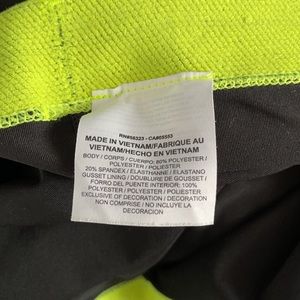 RN#56323 - CA#05553
MADE IN VIETNAM/FABRIQUE AU
VIETNAM/HECHO EN VIETNAM
BODY / CORPS / CUERPO: 80% POLYESTER /
POLYESTER / POLIESTER
20% SPANDEX / ELASTHANNE / ELASTANO
GUSSET LINING / DOUBLURE DE GOUSSET /
FORRO DEL PUENTE INTERIOR: 100%
POLYESTER / POLYESTER / POLIESTER
EXCLUSIVE OF DECORATION / DECORATION
NON COMPRISE / NO INCLUYE LA
DECORACION